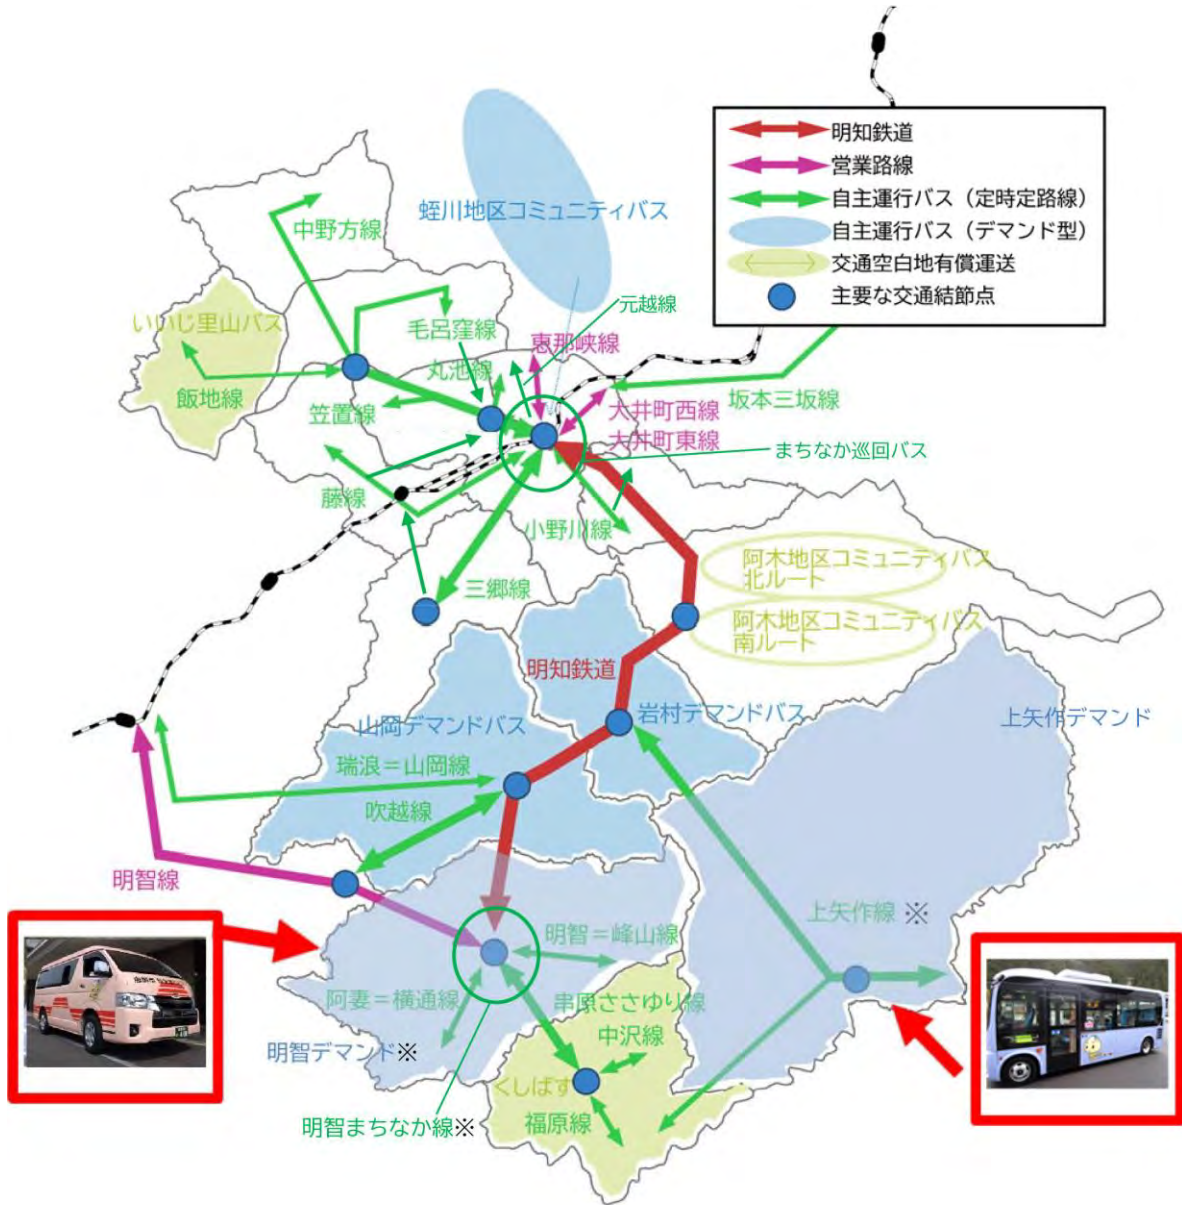 明知鉄道
営業路線
自主運行バス（定時定路線）
自主運行バス（デマンド型）
交通空白地有償運送
主要な交通結節点
蛭川地区コミュニティバス
中野方線
元越線
いいじ里山バス
毛呂窪線
恵那峡線
丸池線
飯地線
笠置線
坂本三坂線
大井町西線
大井町東線
まちなか巡回バス
藤線
小野川線
阿木地区コミュニティバス
北ルート
三郷線
阿木地区コミュニティバス
南ルート
明知鉄道
山岡デマンドバス
岩村デマンドバス
上矢作デマンド
瑞浪＝山岡線
吹越線
明智線
上矢作線 ※
明智＝峰山線
阿妻＝横通線
串原ささゆり線
中沢線
明智デマンド※
くしばす
福原線
明智まちなか線※